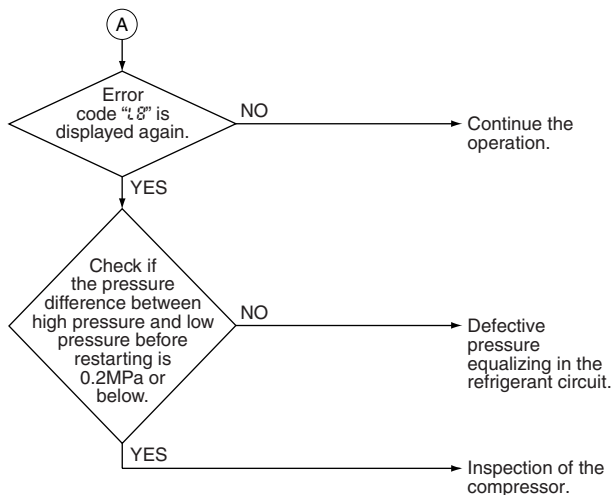 A
Error
code “L8” is
displayed again.
NO
Continue the
operation.
YES
Check if
the pressure
difference between
high pressure and low
pressure before
restarting is
0.2MPa or
below.
NO
Defective
pressure
equalizing in the
refrigerant circuit.
YES
Inspection of the
compressor.